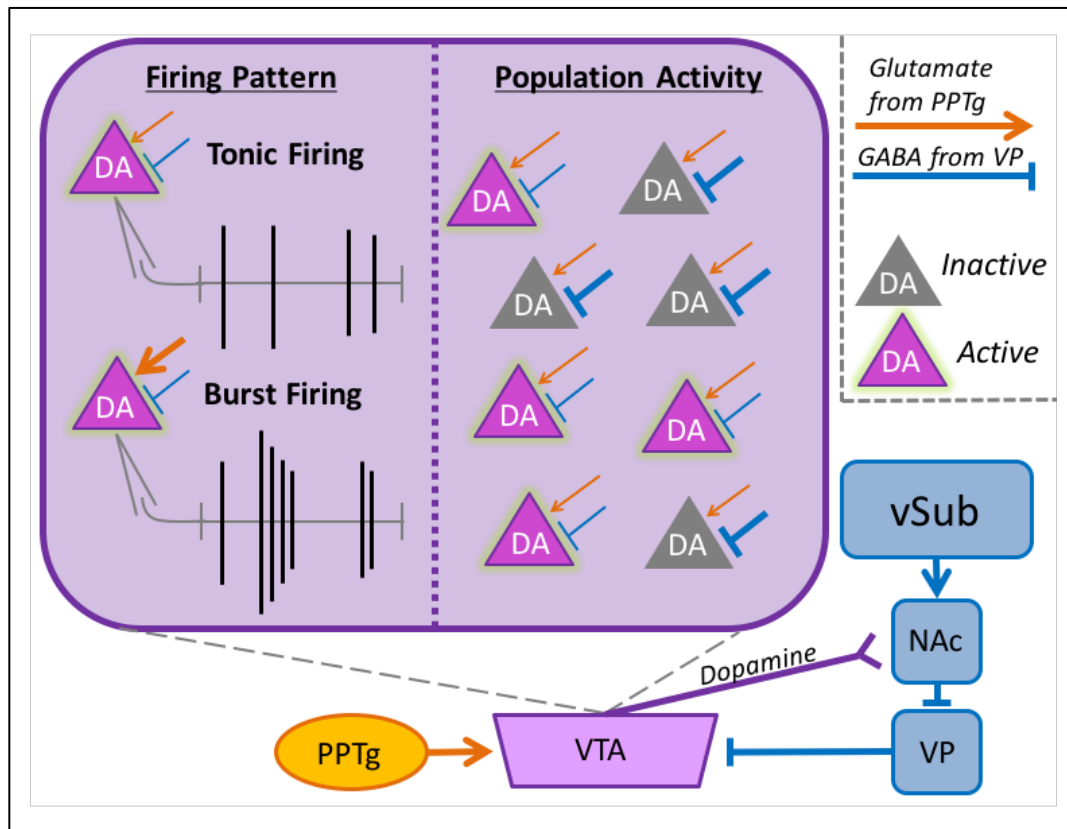 Firing Pattern
Population Activity
Glutamate
from PPTg
GABA from VP
DA
Tonic Firing
DA
DA
DA
DA
Inactive
DA
DA
Active
DA
Burst Firing
DA
DA
DA
DA
vSub
NAc
Dopamine
PPTg
VTA
VP